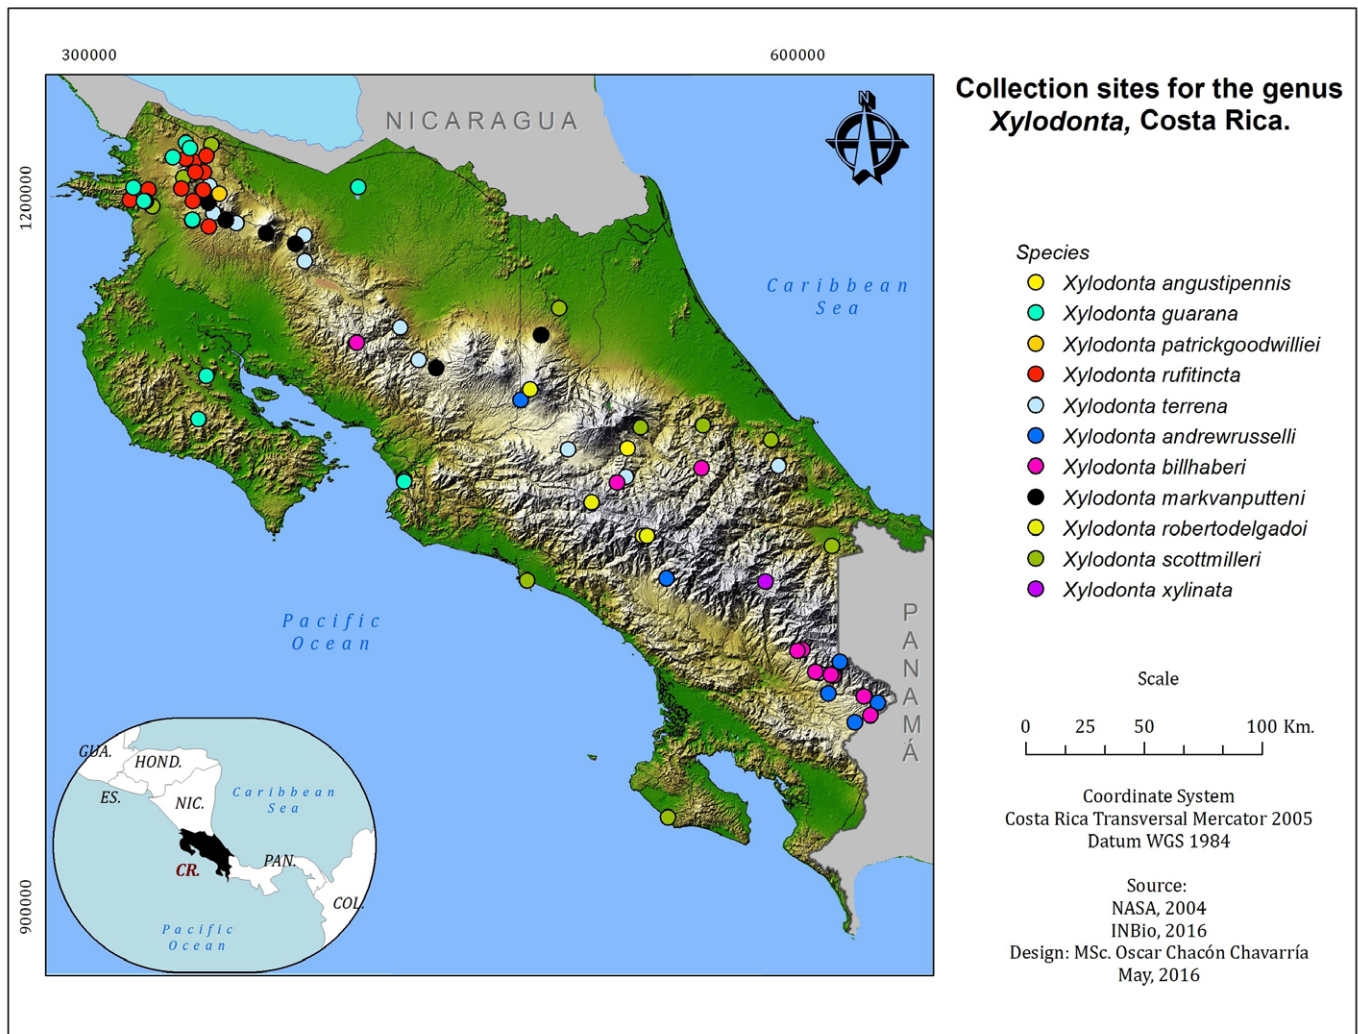 300000
600000
1200000
900000
NICARAGUA
N
Caribbean
Sea
Pacific
Ocean
PANAMÁ
GUA.
HOND.
ES.
NIC.
Caribbean
Sea
CR.
PAN.
COL.
Pacific
Ocean
Collection sites for the genus
Xylodonta, Costa Rica.
Species
Xylodonta angustipennis
Xylodonta guarana
Xylodonta patrickgoodwilliei
Xylodonta rufitincta
Xylodonta terrena
Xylodonta andrewrusselli
Xylodonta billhaberi
Xylodonta markvanputteni
Xylodonta robertodelgadoi
Xylodonta scottmilleri
Xylodonta xylinata
Scale
0 25 50 100 Km.
Coordinate System
Costa Rica Transversal Mercator 2005
Datum WGS 1984
Source:
NASA, 2004
INBio, 2016
Design: MSc. Oscar Chacón Chavarría
May, 2016